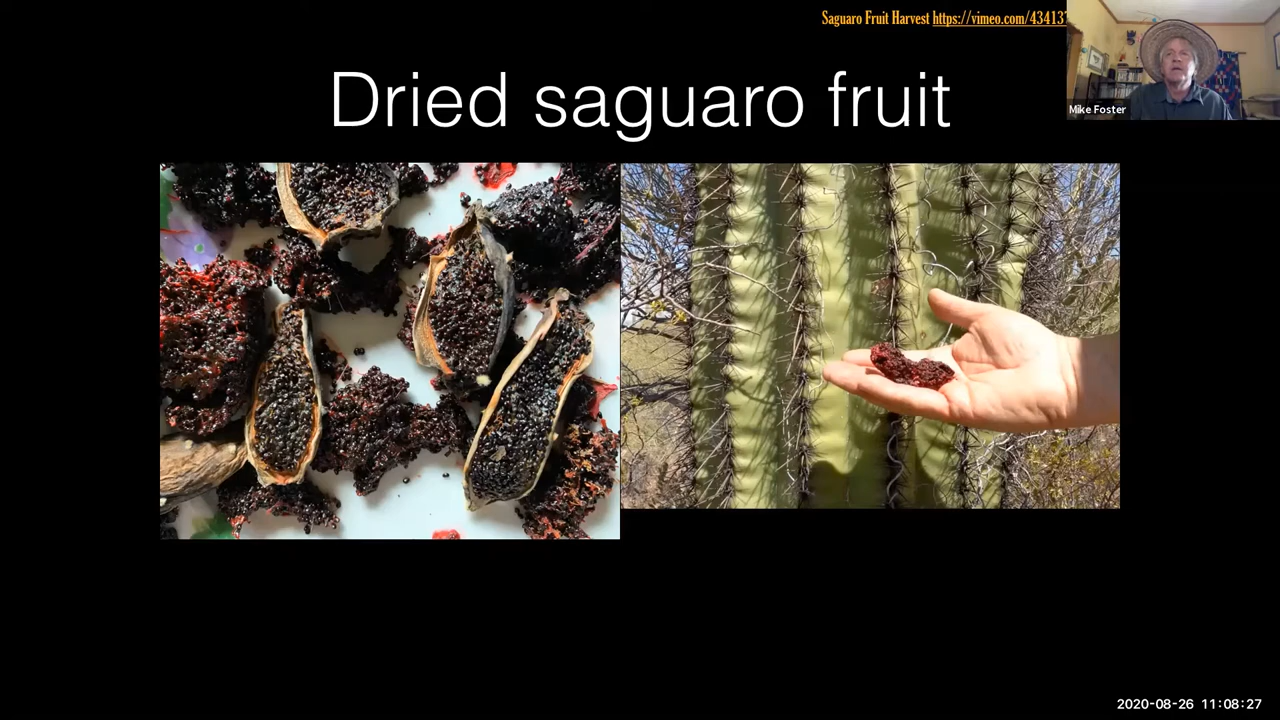 Saguaro Fruit Harvest https://vimeo.com/43413
Dried saguaro fruit
Mike Foster
2020-08-26 11:08:27